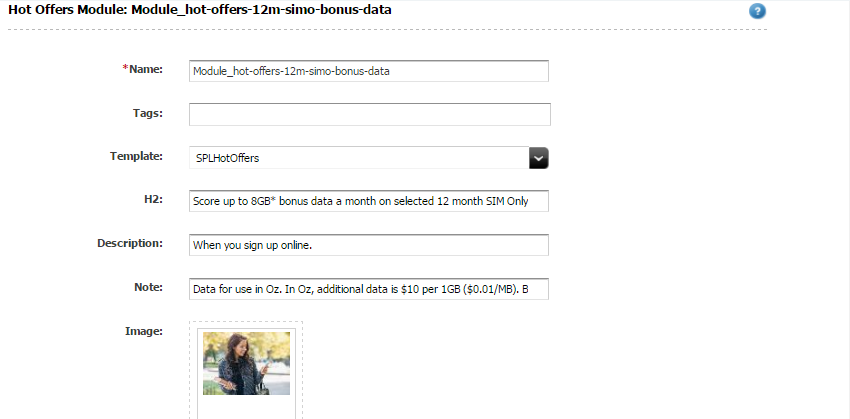 Hot Offers Module: Module_hot-offers-12m-simo-bonus-data
?
*Name: Module_hot-offers-12m-simo-bonus-data
Tags:
Template: SPLHotOffers
H2: Score up to 8GB* bonus data a month on selected 12 month SIM Only
Description: When you sign up online.
Note: Data for use in Oz. In Oz, additional data is $10 per 1GB ($0.01/MB). B
Image: